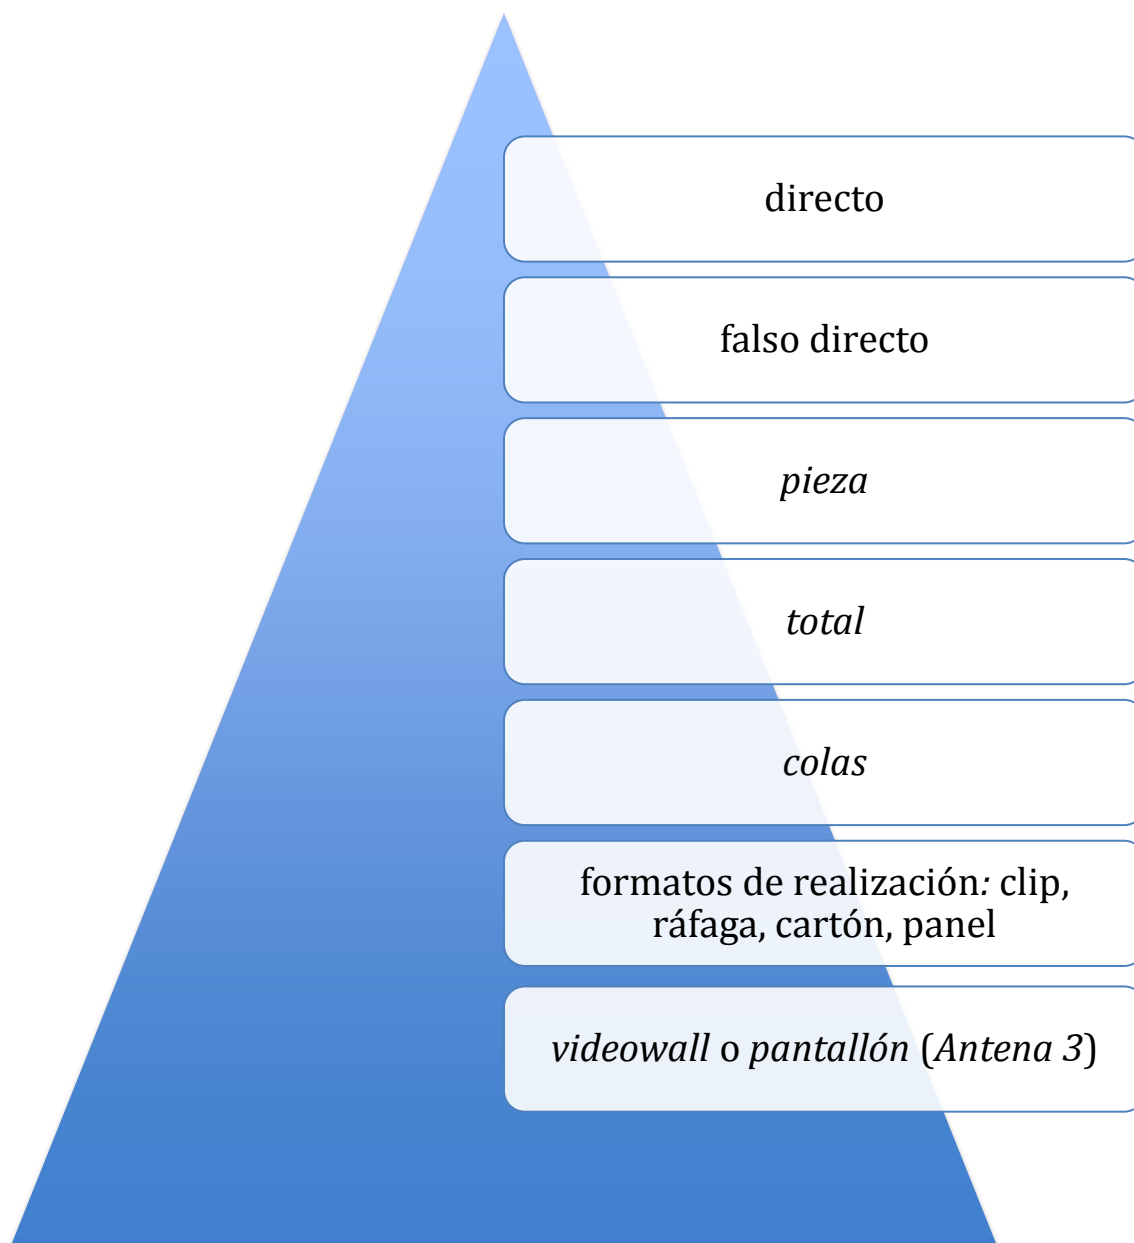 directo
falso directo
pieza
total
colas
formatos de realización: clip,
ráfaga, cartón, panel
videowall o pantallón (Antena 3)